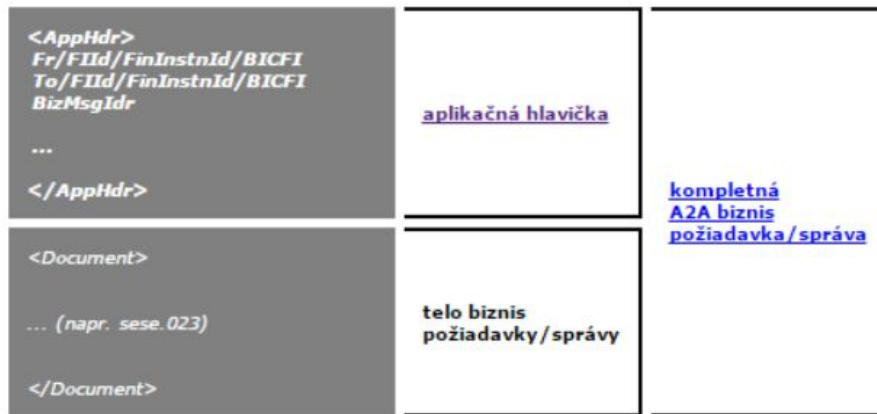 <AppHdr>
Fr/FIId/FinInstnId/BICFI
To/FIId/FinInstnId/BICFI
BizMsgIdr
...
</AppHdr>
aplikačná hlavička
<Document>
... (napr. sese.023)
</Document>
telo biznis
požiadavky/správy
kompletná
A2A biznis
požiadavka/správa